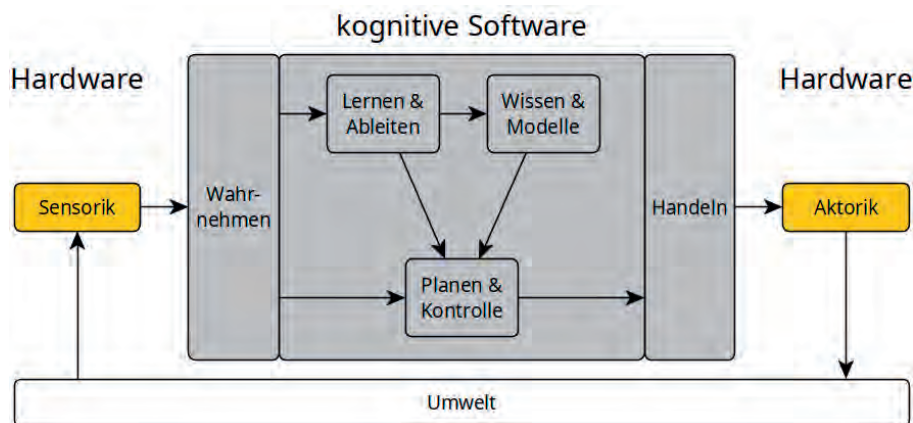 kognitive Software
Hardware
Hardware
Lernen &
Ableiten
Wissen &
Modelle
Sensorik
Wahr-
nehmen
Handeln
Aktorik
Planen &
Kontrolle
Umwelt